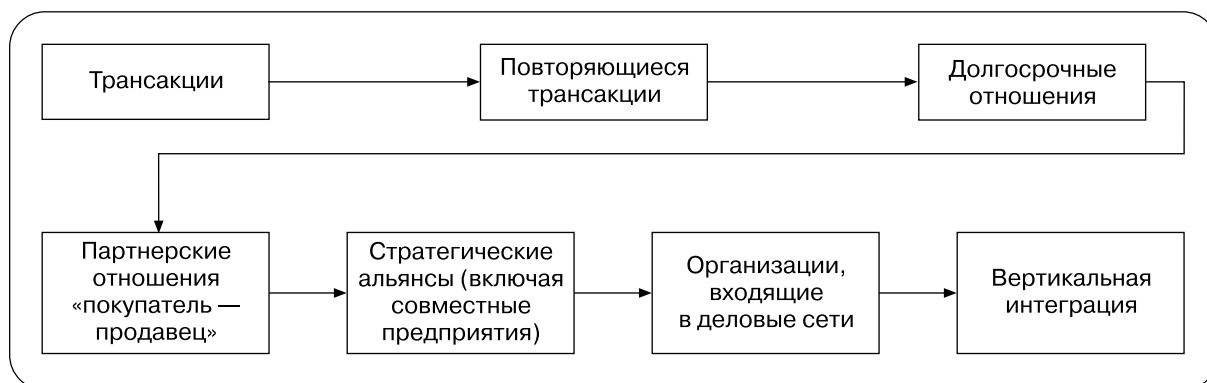 Трансакции
Повторяющиеся
трансакции
Долгосрочные
отношения
Партнерские
отношения
«покупатель —
продавец»
Стратегические
альянсы (включая
совместные
предприятия)
Организации,
входящие
в деловые сети
Вертикальная
интеграция